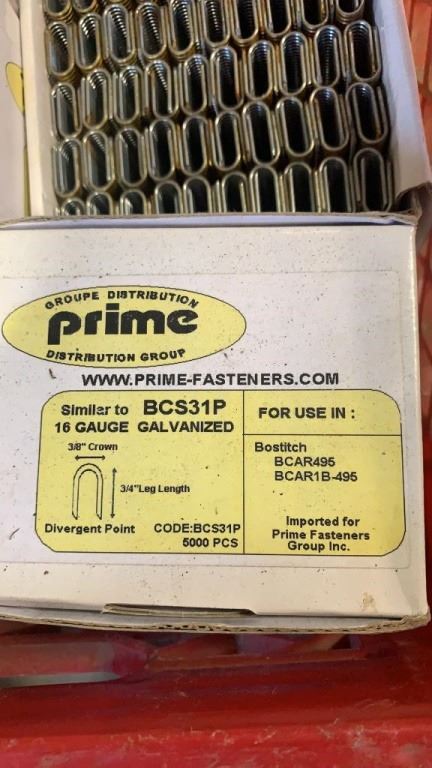 GROUPE DISTRIBUTION
prime
DISTRIBUTION GROUP
WWW.PRIME-FASTENERS.COM
Similar to BCS31P
16 GAUGE GALVANIZED
3/8" Crown
3/4"Leg Length
Divergent Point
CODE:BCS31P
5000 PCS
FOR USE IN :
Bostitch
BCAR495
BCAR1B-495
Imported for
Prime Fasteners
Group Inc.